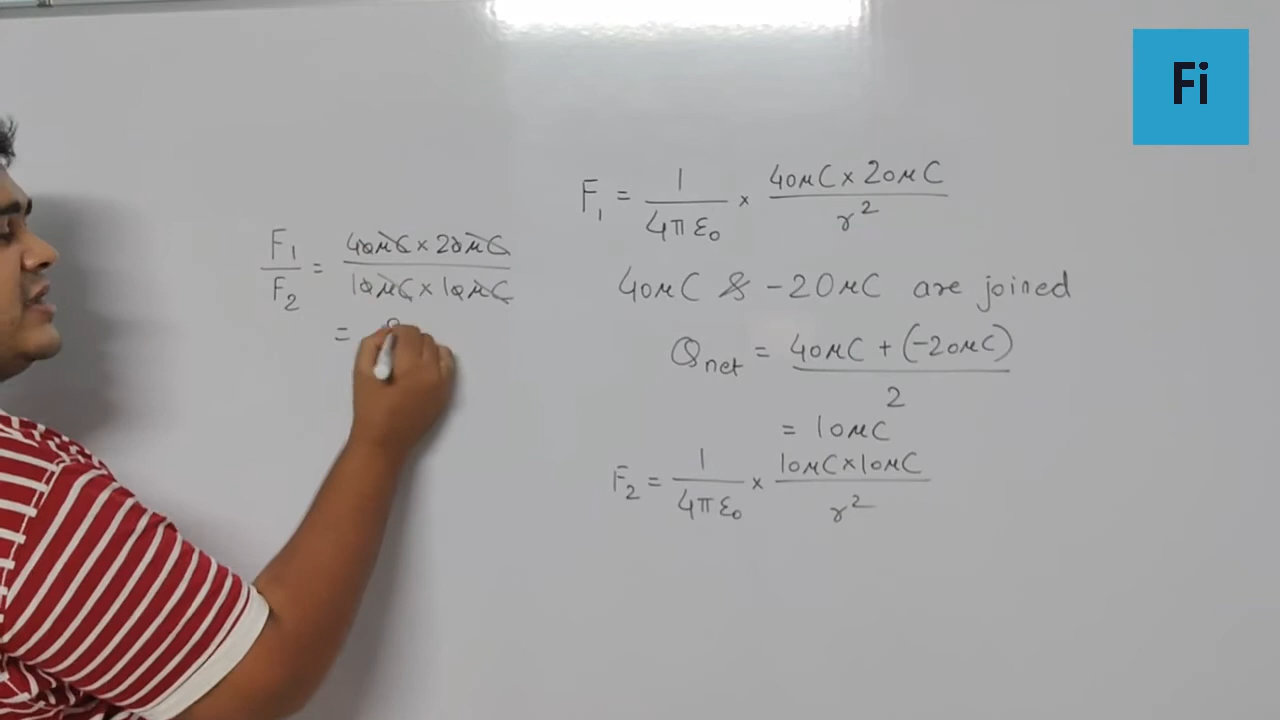 Fi
F₁ = 1/4πε₀ × 40μC × 20μC/r²
F₁/F₂ = 40μC × 20μC/10μC × 10μC
=
40μC & -20μC are joined
Qnet = 40μC + (-20μC)/2
= 10μC
F₂ = 1/4πε₀ × 10μC×10μC/r²